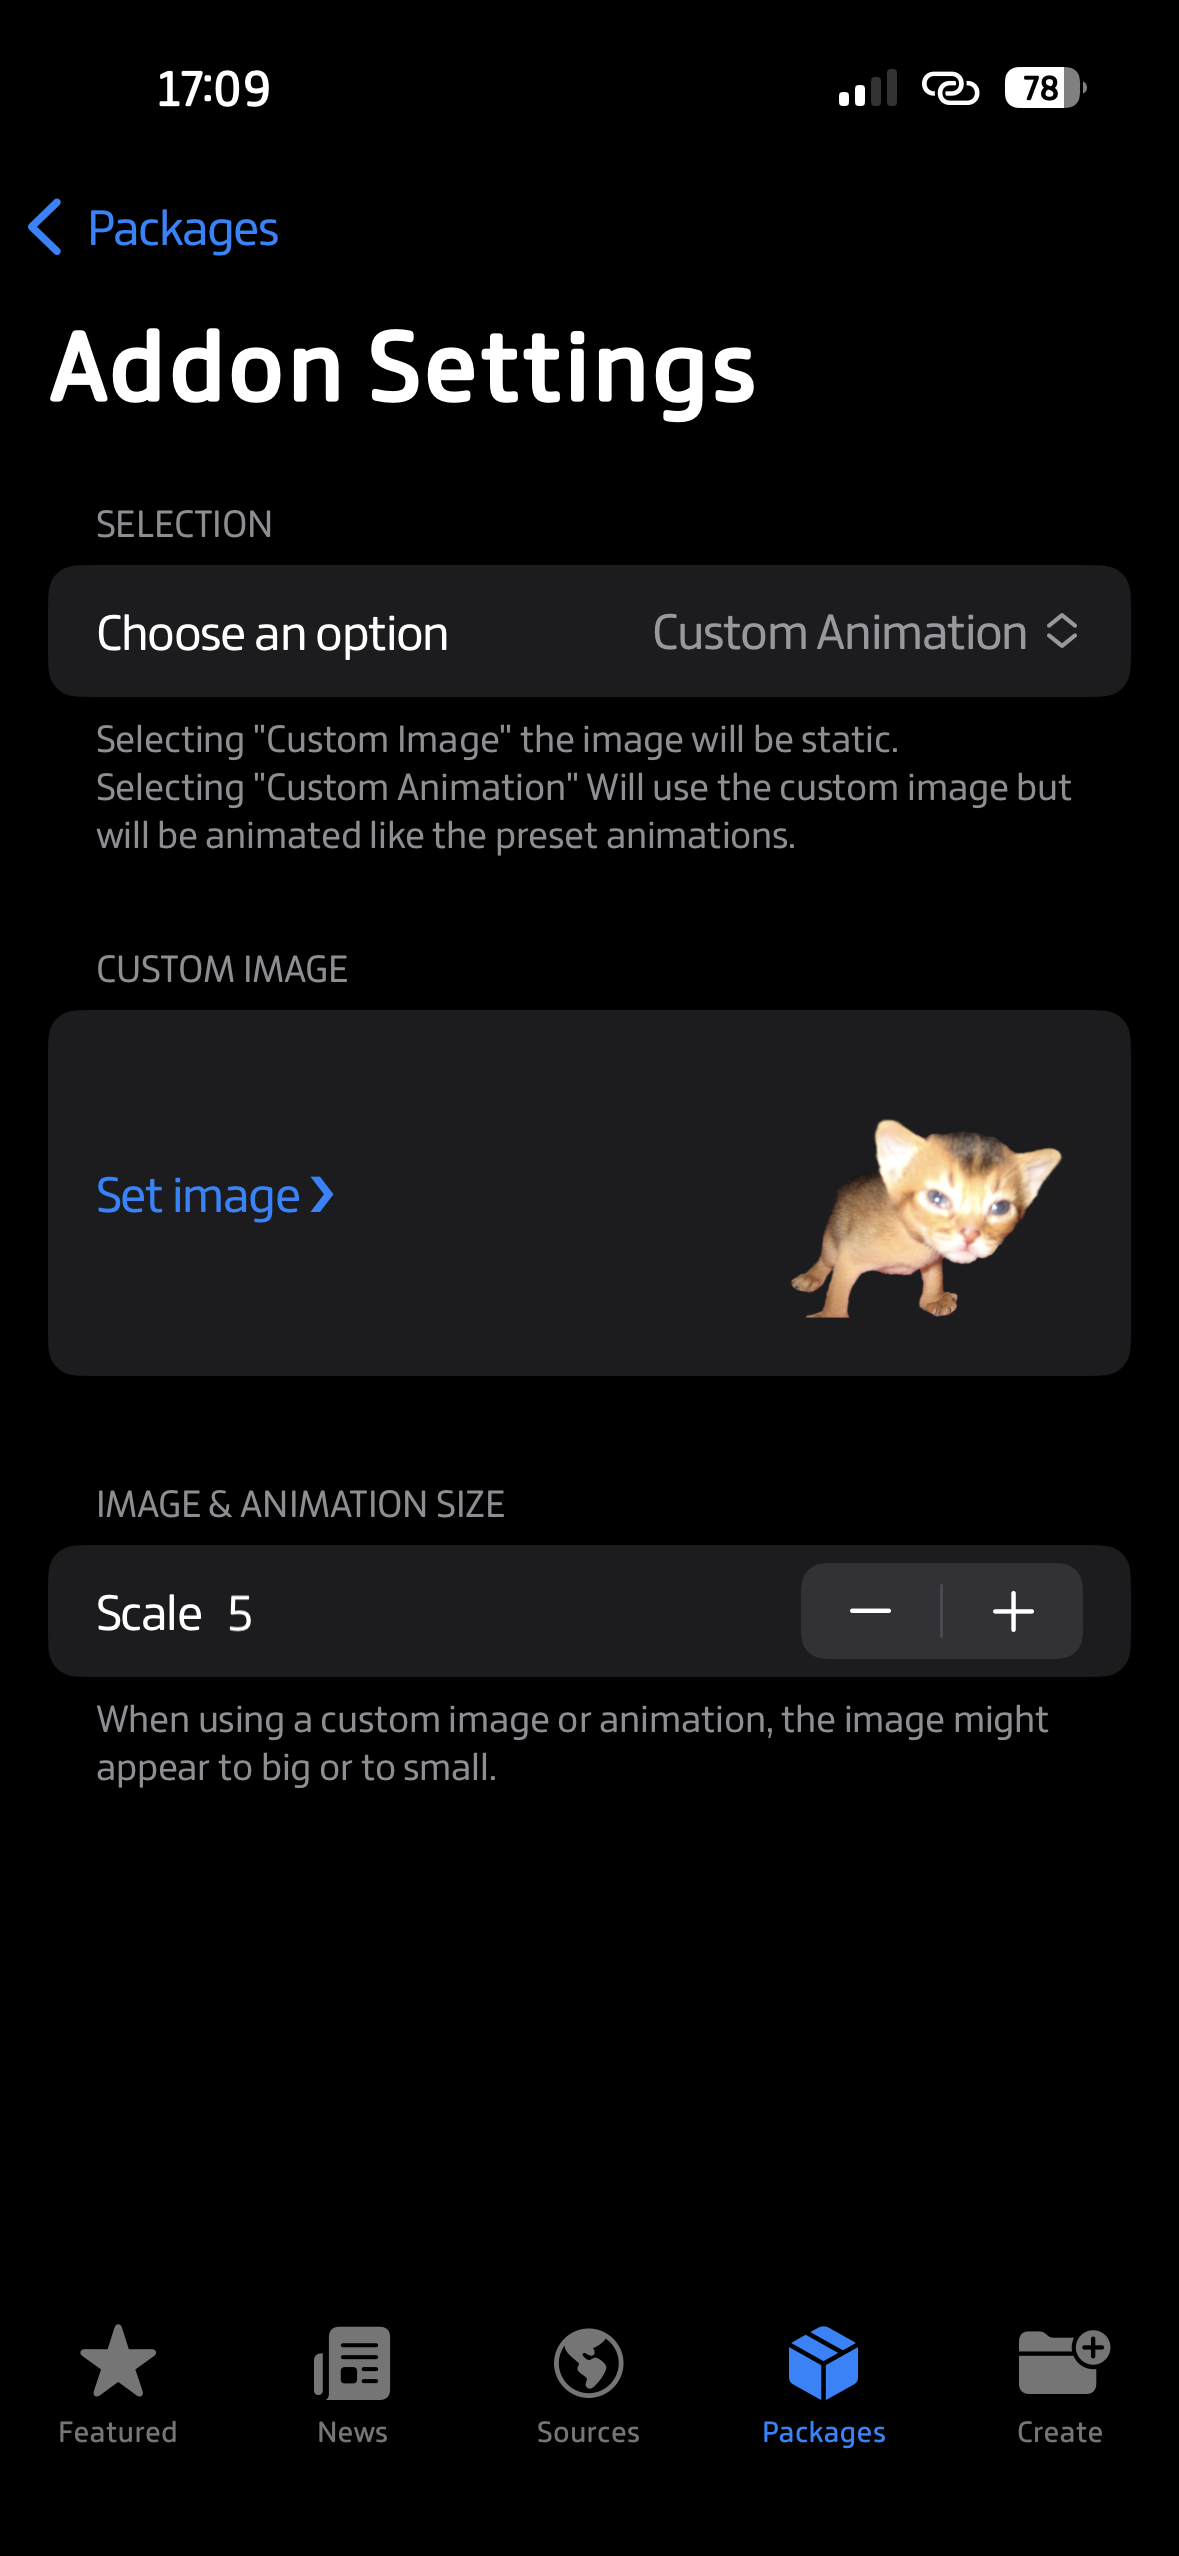 17:09
78
Packages
Addon Settings
SELECTION
Choose an option Custom Animation
Selecting "Custom Image" the image will be static.
Selecting "Custom Animation" Will use the custom image but
will be animated like the preset animations.
CUSTOM IMAGE
Set image
IMAGE & ANIMATION SIZE
Scale 5
When using a custom image or animation, the image might
appear to big or to small.
Featured News Sources Packages Create